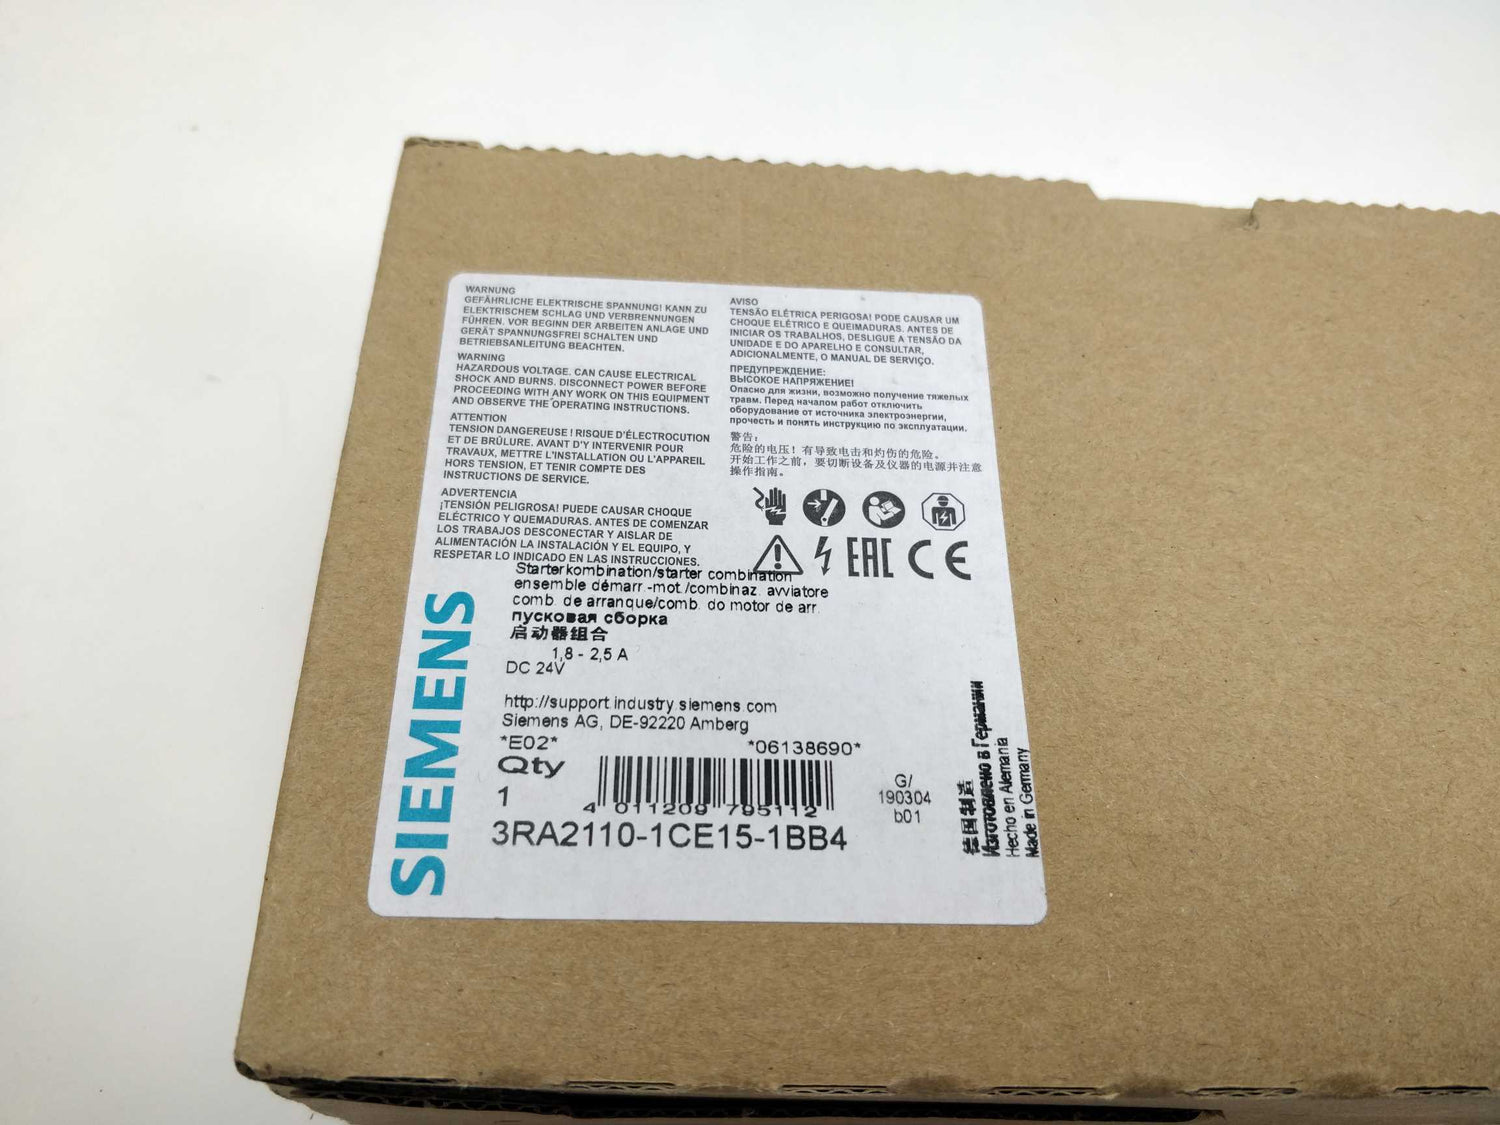 WARNUNG
GEFÄHRLICHE ELEKTRISCHE SPANNUNG! KANN ZU
ELEKTRISCHEM SCHLAG UND VERBRENNUNGEN
FÜHREN. VOR BEGINN DER ARBEITEN ANLAGE UND
GERÄT SPANNUNGSFREI SCHALTEN UND
BETRIEBSANLEITUNG BEACHTEN.
WARNING
HAZARDOUS VOLTAGE. CAN CAUSE ELECTRICAL
SHOCK AND BURNS. DISCONNECT POWER BEFORE
PROCEEDING WITH ANY WORK ON THIS EQUIPMENT
AND OBSERVE THE OPERATING INSTRUCTIONS.
ATTENTION
TENSION DANGEREUSE ! RISQUE D'ÉLECTROCUTION
ET DE BRÛLURE. AVANT D'Y INTERVENIR POUR
TRAVAUX, METTRE L'INSTALLATION OU L'APPAREIL
HORS TENSION, ET TENIR COMPTE DES
INSTRUCTIONS DE SERVICE.
ADVERTENCIA
¡TENSIÓN PELIGROSA! PUEDE CAUSAR CHOQUE
ELÉCTRICO Y QUEMADURAS. ANTES DE COMENZAR
LOS TRABAJOS DESCONECTAR Y AISLAR DE
ALIMENTACIÓN LA INSTALACIÓN Y EL EQUIPO, Y
RESPETAR LO INDICADO EN LAS INSTRUCCIONES.
AVISO
TENSÃO ELÉTRICA PERIGOSA! PODE CAUSAR UM
CHOQUE ELÉTRICO E QUEIMADURAS. ANTES DE
INICIAR OS TRABALHOS, DESLIGUE A TENSÃO DA
UNIDADE E DO APARELHO E CONSULTAR,
ADICIONALMENTE, O MANUAL DE SERVIÇO.
ПРЕДУПРЕЖДЕНИЕ:
ВЫСОКОЕ НАПРЯЖЕНИЕ!
Опасно для жизни, возможно получение тяжелых
травм. Перед началом работ отключить
оборудование от источника электроэнергии,
прочесть и понять инструкцию по эксплуатации.
警告:
危险的电压!有导致电击和灼伤的危险。
开始工作之前,要切断设备及仪器的电源并注意
操作指南。
EAC CE
Starterkombination/starter combination
ensemble démarr.-mot./combinaz. avviatore
comb. de arranque/comb. do motor de arr.
пусковая сборка
启动器组合
1,8 - 2,5 A
DC 24V
http://support.industry.siemens.com
Siemens AG, DE-92220 Amberg
*E02* *06138690*
Qty
1
4 011209 795112
3RA2110-1CE15-1BB4
G/
190304
b01
SIEMENS
德国制造
Изготовлено в Германии
Hecho en Alemania
Made in Germany